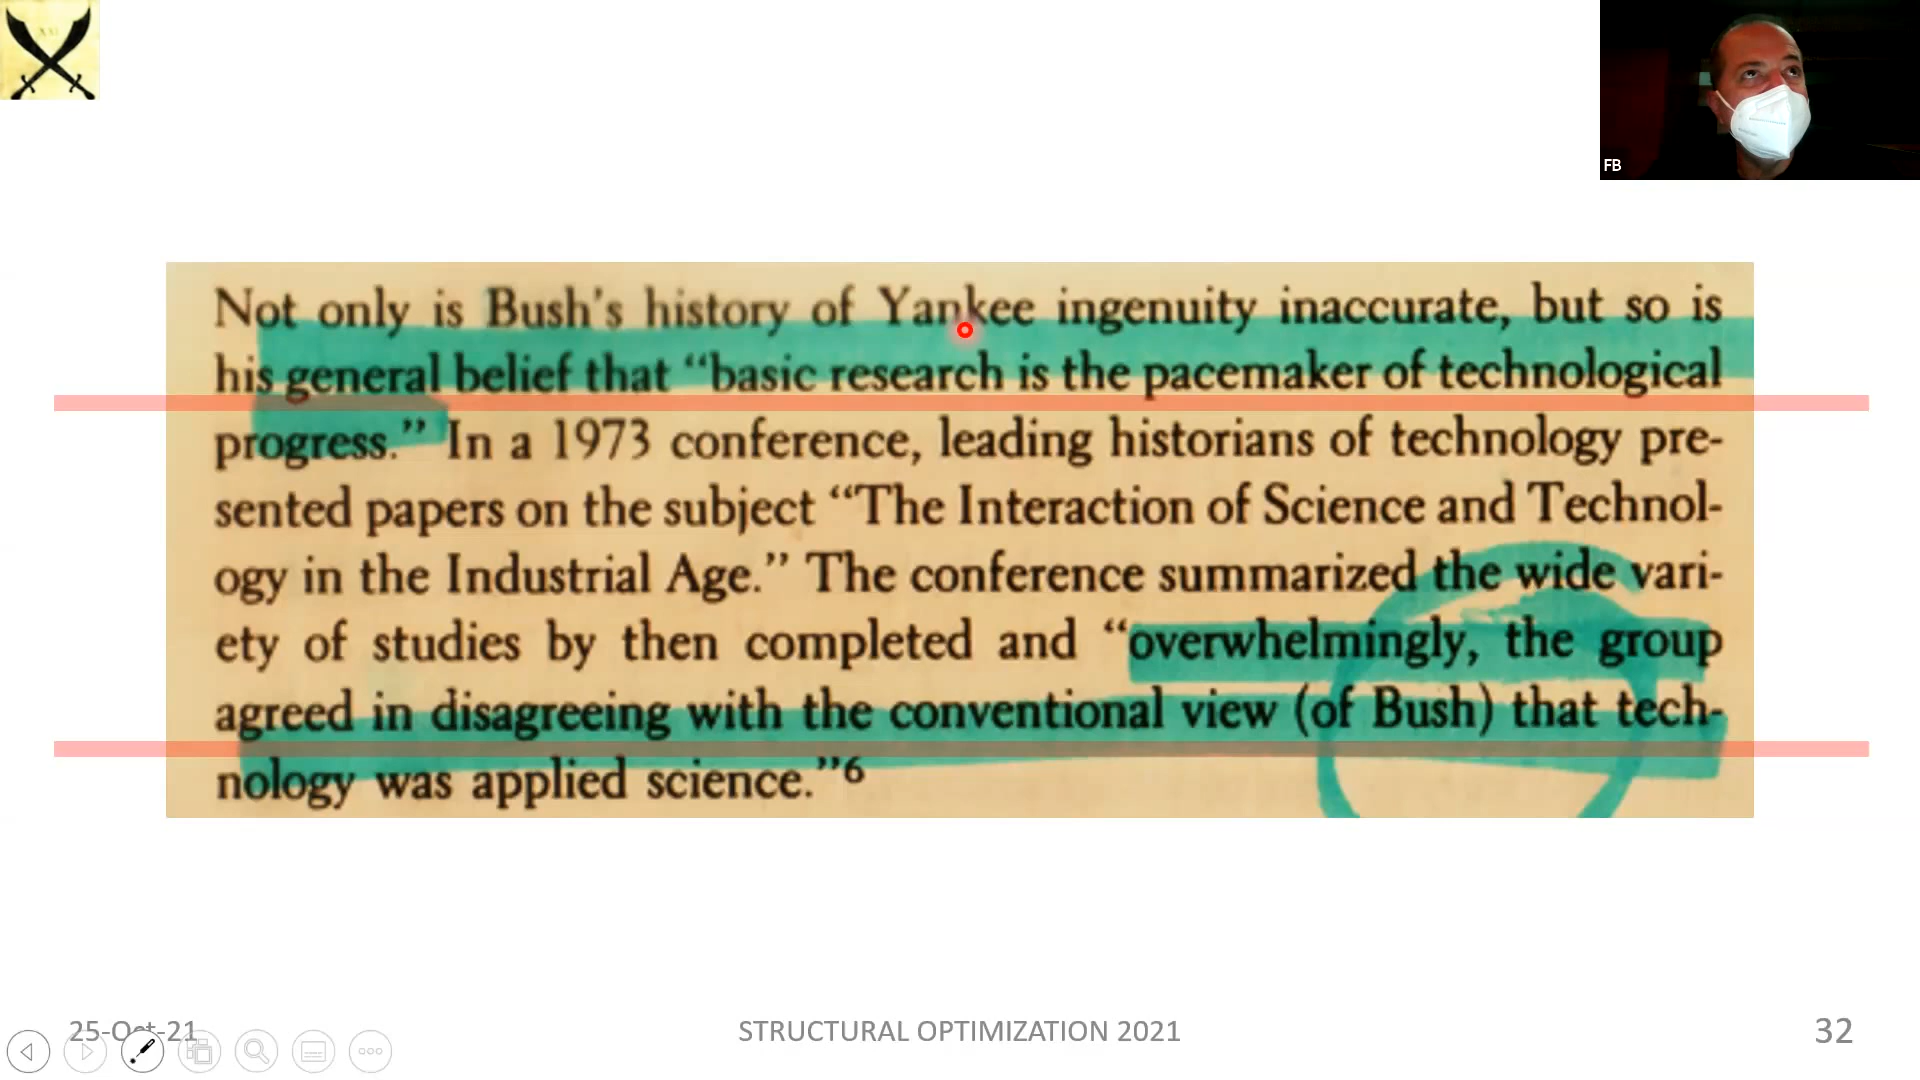 XXI
FB
Not only is Bush's history of Yankee ingenuity inaccurate, but so is
his general belief that “basic research is the pacemaker of technological
progress.” In a 1973 conference, leading historians of technology pre-
sented papers on the subject “The Interaction of Science and Technol-
ogy in the Industrial Age.” The conference summarized the wide vari-
ety of studies by then completed and “overwhelmingly, the group
agreed in disagreeing with the conventional view (of Bush) that tech-
nology was applied science.”6
25-Oct-21
STRUCTURAL OPTIMIZATION 2021
32